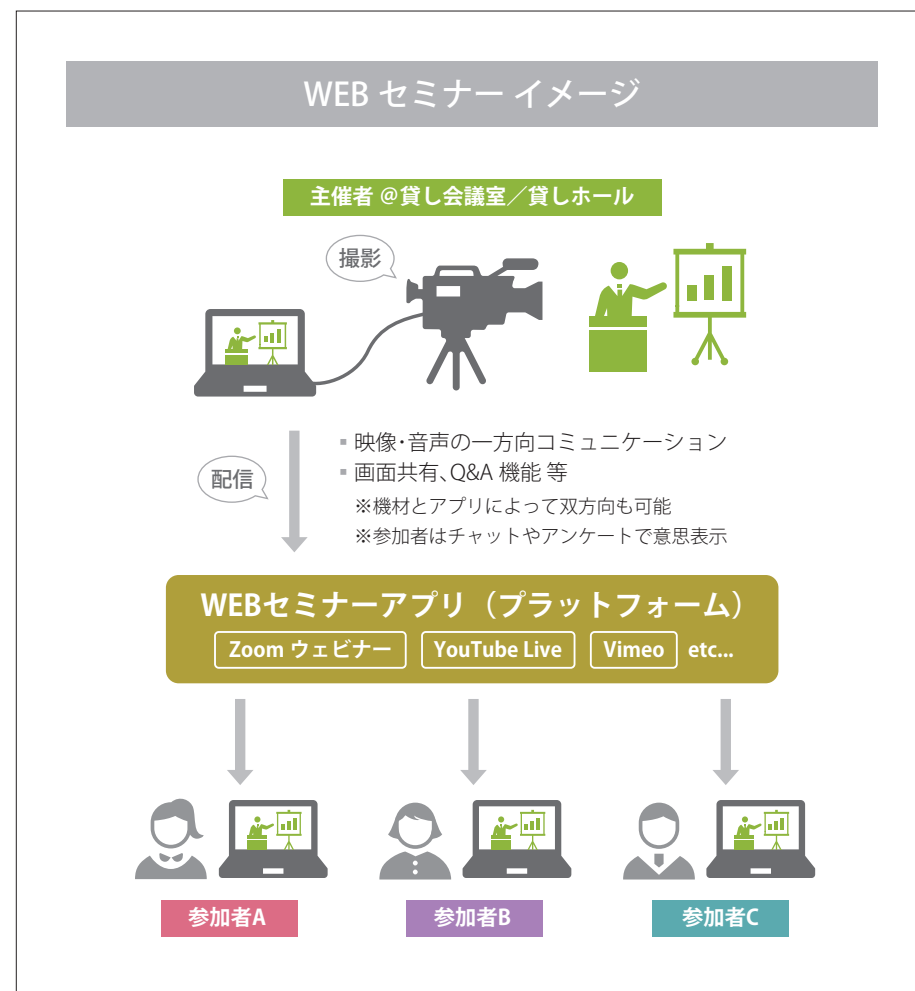 WEB セミナー イメージ
主催者 @貸し会議室／貸しホール
撮影
配信
▪ 映像・音声の一方向コミュニケーション
▪ 画面共有、Q&A 機能 等
※機材とアプリによって双方向も可能
※参加者はチャットやアンケートで意思表示
WEBセミナーアプリ（プラットフォーム）
Zoom ウェビナー YouTube Live Vimeo etc...
参加者A 参加者B 参加者C